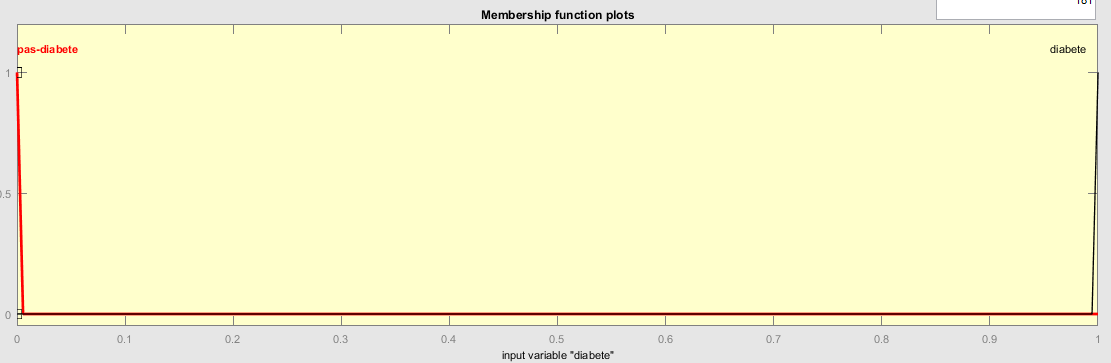 181
Membership function plots
pas-diabete diabete
1
0.5
0
0 0.1 0.2 0.3 0.4 0.5 0.6 0.7 0.8 0.9 1
input variable "diabete"